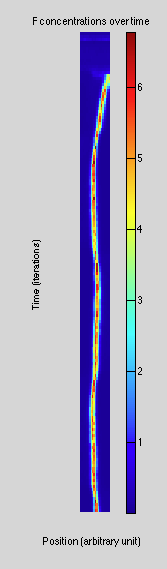 F concentrations over time
6
5
4
3
2
1
Time (iterations)
Position (arbitrary unit)